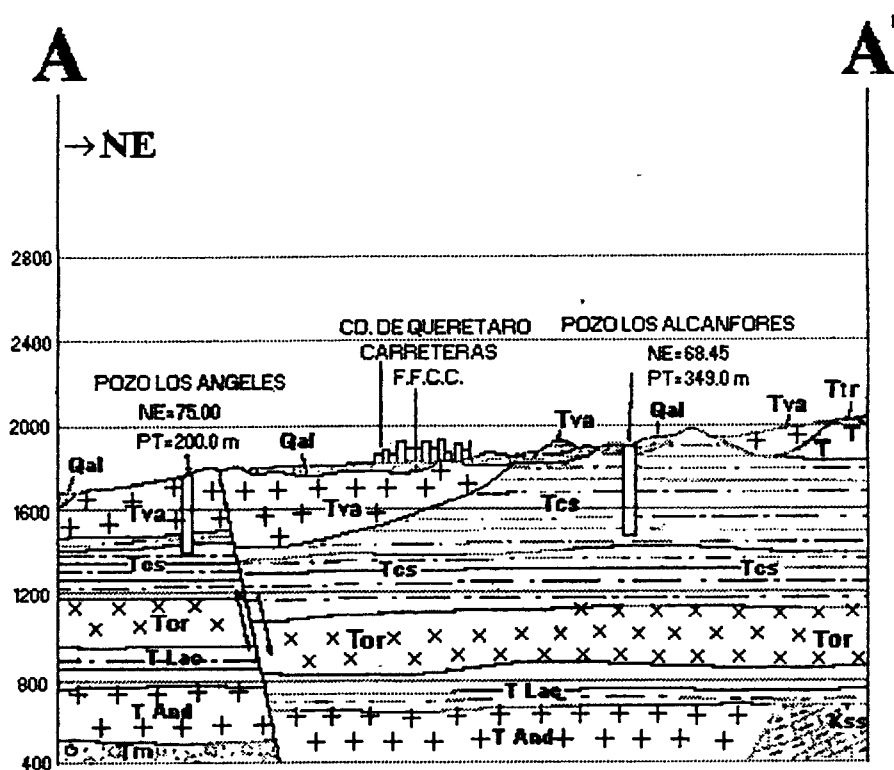 A
A'
→ NE
2800
2400
2000
1600
1200
800
400
CD. DE QUERETARO
CARRETERAS
F.F.C.C.
POZO LOS ALCANFORES
NE=68.45
PT=349.0 m
POZO LOS ANGELES
NE=75.00
PT=200.0 m
Qal
Qal
Tva
Qal
Tva
Ttr
T
Tva
Tva
Tcs
Tcs
Tcs
Tcs
Tor
Tor
Tor
T Lac
T Lac
T And
T And
Tm
Kss